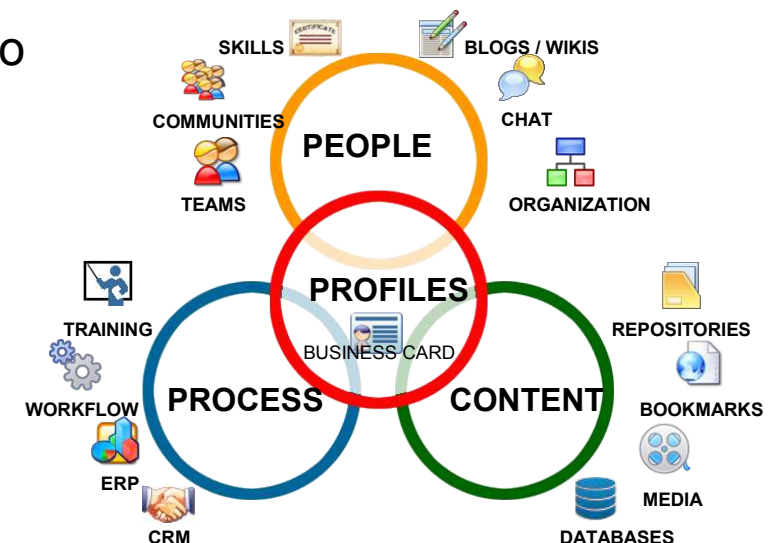 o
SKILLS
BLOGS / WIKIS
COMMUNITIES
CHAT
PEOPLE
TEAMS
ORGANIZATION
PROFILES
BUSINESS CARD
TRAINING
REPOSITORIES
WORKFLOW
PROCESS
CONTENT
BOOKMARKS
ERP
MEDIA
CRM
DATABASES